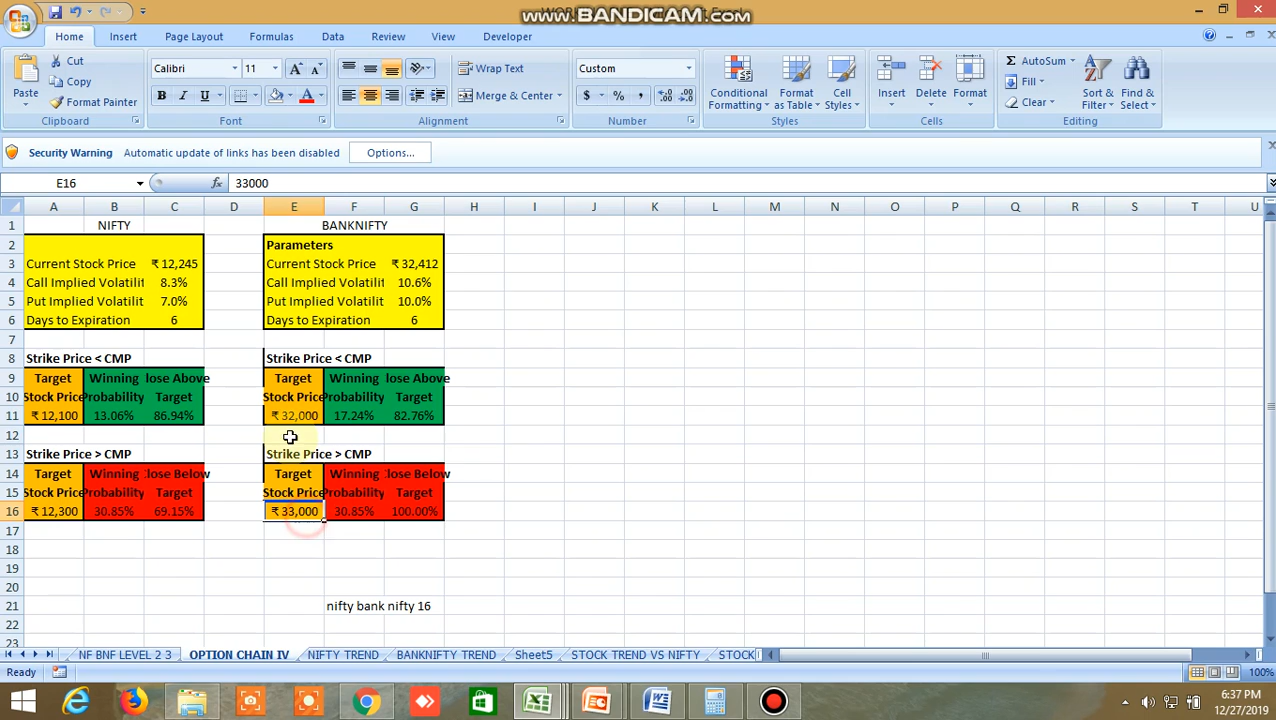 www.BANDICAM.com
Home Insert Page Layout Formulas Data Review View Developer
Cut
Copy
Format Painter
Paste
Clipboard
Calibri 11
Font
Wrap Text
Merge & Center
Alignment
Custom
$ % ,
Number
Conditional Formatting
Format as Table
Cell Styles
Styles
Insert Delete Format
Cells
AutoSum
Fill
Clear
Sort & Filter
Find & Select
Editing
Security Warning Automatic update of links has been disabled Options...
E16 fx 33000
A B C D E F G H I J K L M N O P Q R S T U
1 NIFTY BANKNIFTY
2 Parameters
3 Current Stock Price ₹ 12,245 Current Stock Price ₹ 32,412
4 Call Implied Volatilit 8.3% Call Implied Volatilit 10.6%
5 Put Implied Volatilit 7.0% Put Implied Volatilit 10.0%
6 Days to Expiration 6 Days to Expiration 6
7
8 Strike Price < CMP Strike Price < CMP
9 Target Winning lose Above Target Winning lose Above
10 Stock Price Probability Target Stock Price Probability Target
11 ₹ 12,100 13.06% 86.94% ₹ 32,000 17.24% 82.76%
12
13 Strike Price > CMP Strike Price > CMP
14 Target Winning lose Below Target Winning lose Below
15 Stock Price Probability Target Stock Price Probability Target
16 ₹ 12,300 30.85% 69.15% ₹ 33,000 30.85% 100.00%
17
18
19
20
21 nifty bank nifty 16
22
23
NF BNF LEVEL 2 3 OPTION CHAIN IV NIFTY TREND BANKNIFTY TREND Sheet5 STOCK TREND VS NIFTY STOCK
Ready 100%
6:37 PM
12/27/2019